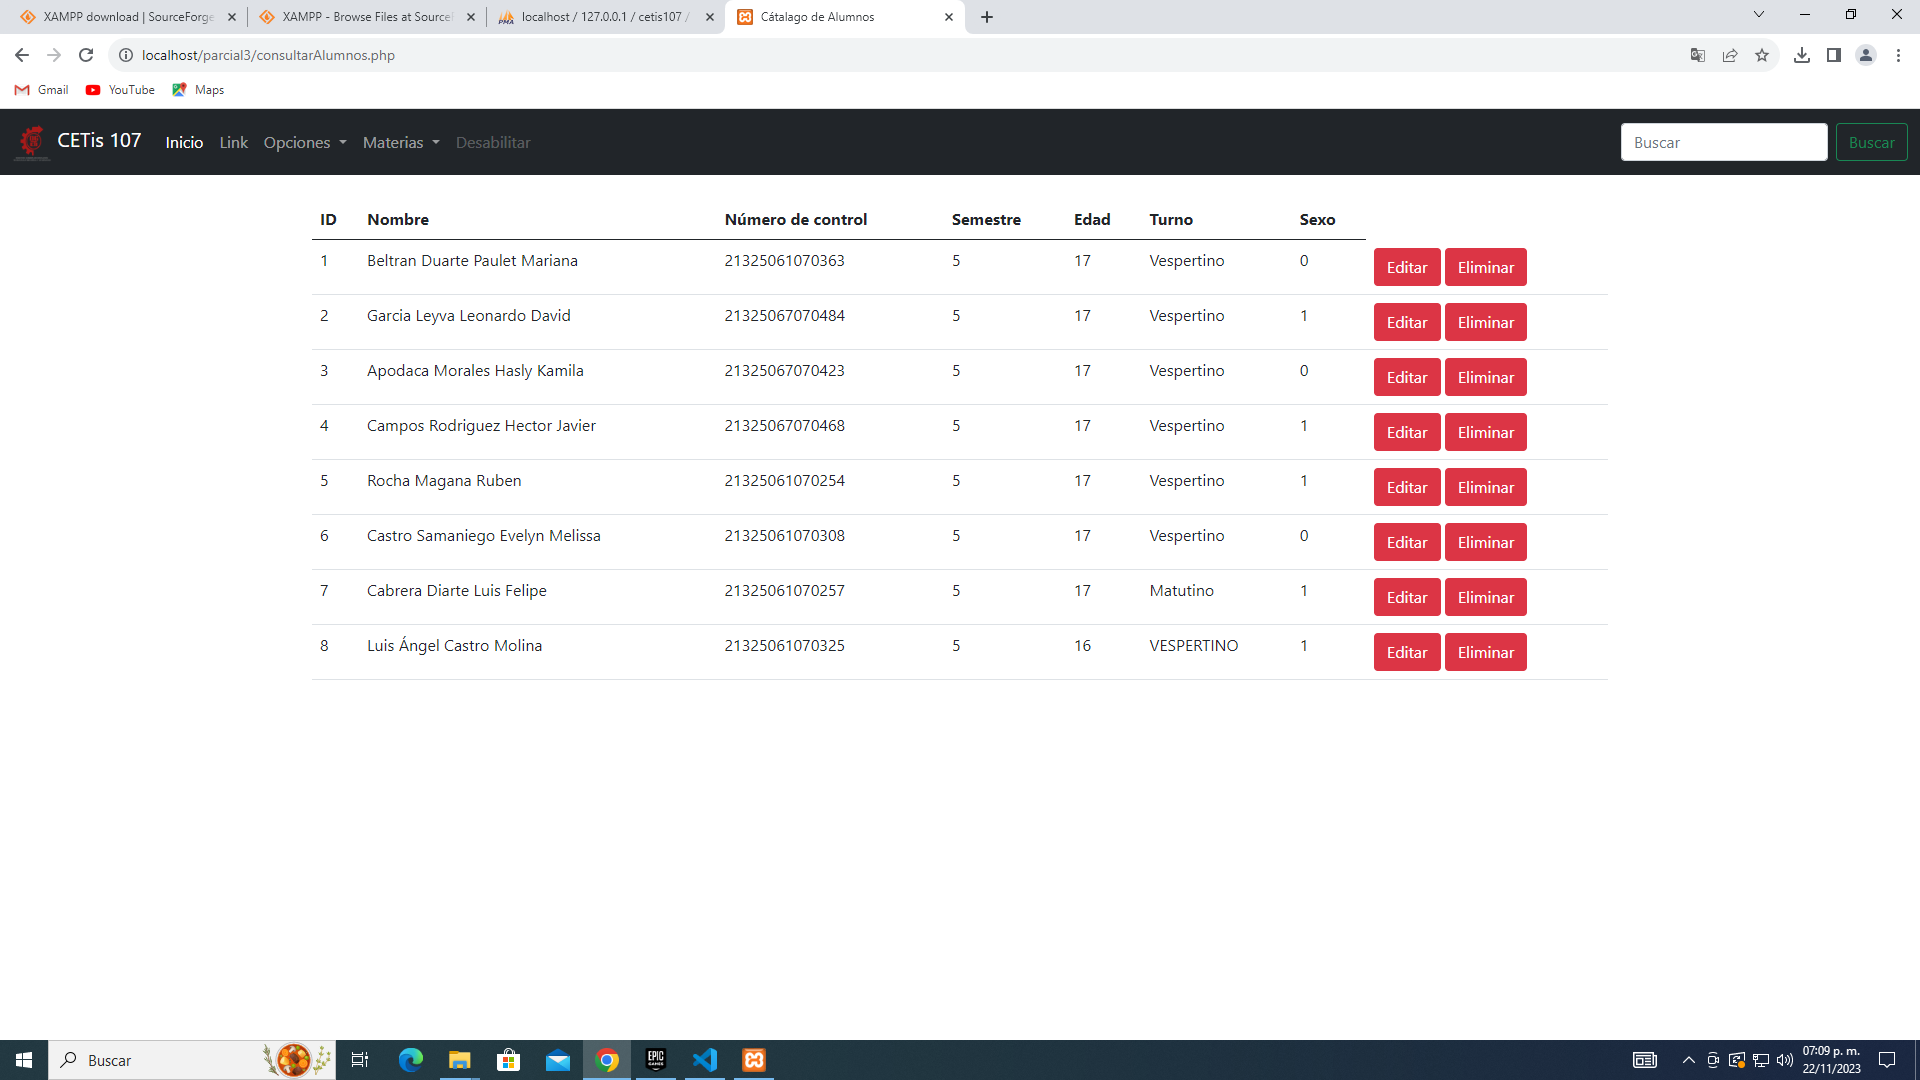 XAMPP download | SourceForge
XAMPP - Browse Files at SourceF
localhost / 127.0.0.1 / cetis107 /
Cátalago de Alumnos
localhost/parcial3/consultarAlumnos.php
Gmail YouTube Maps
CETis 107 Inicio Link Opciones Materias Desabilitar Buscar Buscar
ID Nombre Número de control Semestre Edad Turno Sexo
1 Beltran Duarte Paulet Mariana 21325061070363 5 17 Vespertino 0 Editar Eliminar
2 Garcia Leyva Leonardo David 21325067070484 5 17 Vespertino 1 Editar Eliminar
3 Apodaca Morales Hasly Kamila 21325067070423 5 17 Vespertino 0 Editar Eliminar
4 Campos Rodriguez Hector Javier 21325067070468 5 17 Vespertino 1 Editar Eliminar
5 Rocha Magana Ruben 21325061070254 5 17 Vespertino 1 Editar Eliminar
6 Castro Samaniego Evelyn Melissa 21325061070308 5 17 Vespertino 0 Editar Eliminar
7 Cabrera Diarte Luis Felipe 21325061070257 5 17 Matutino 1 Editar Eliminar
8 Luis Ángel Castro Molina 21325061070325 5 16 VESPERTINO 1 Editar Eliminar
Buscar
EPIC
GAMES
07:09 p. m.
22/11/2023